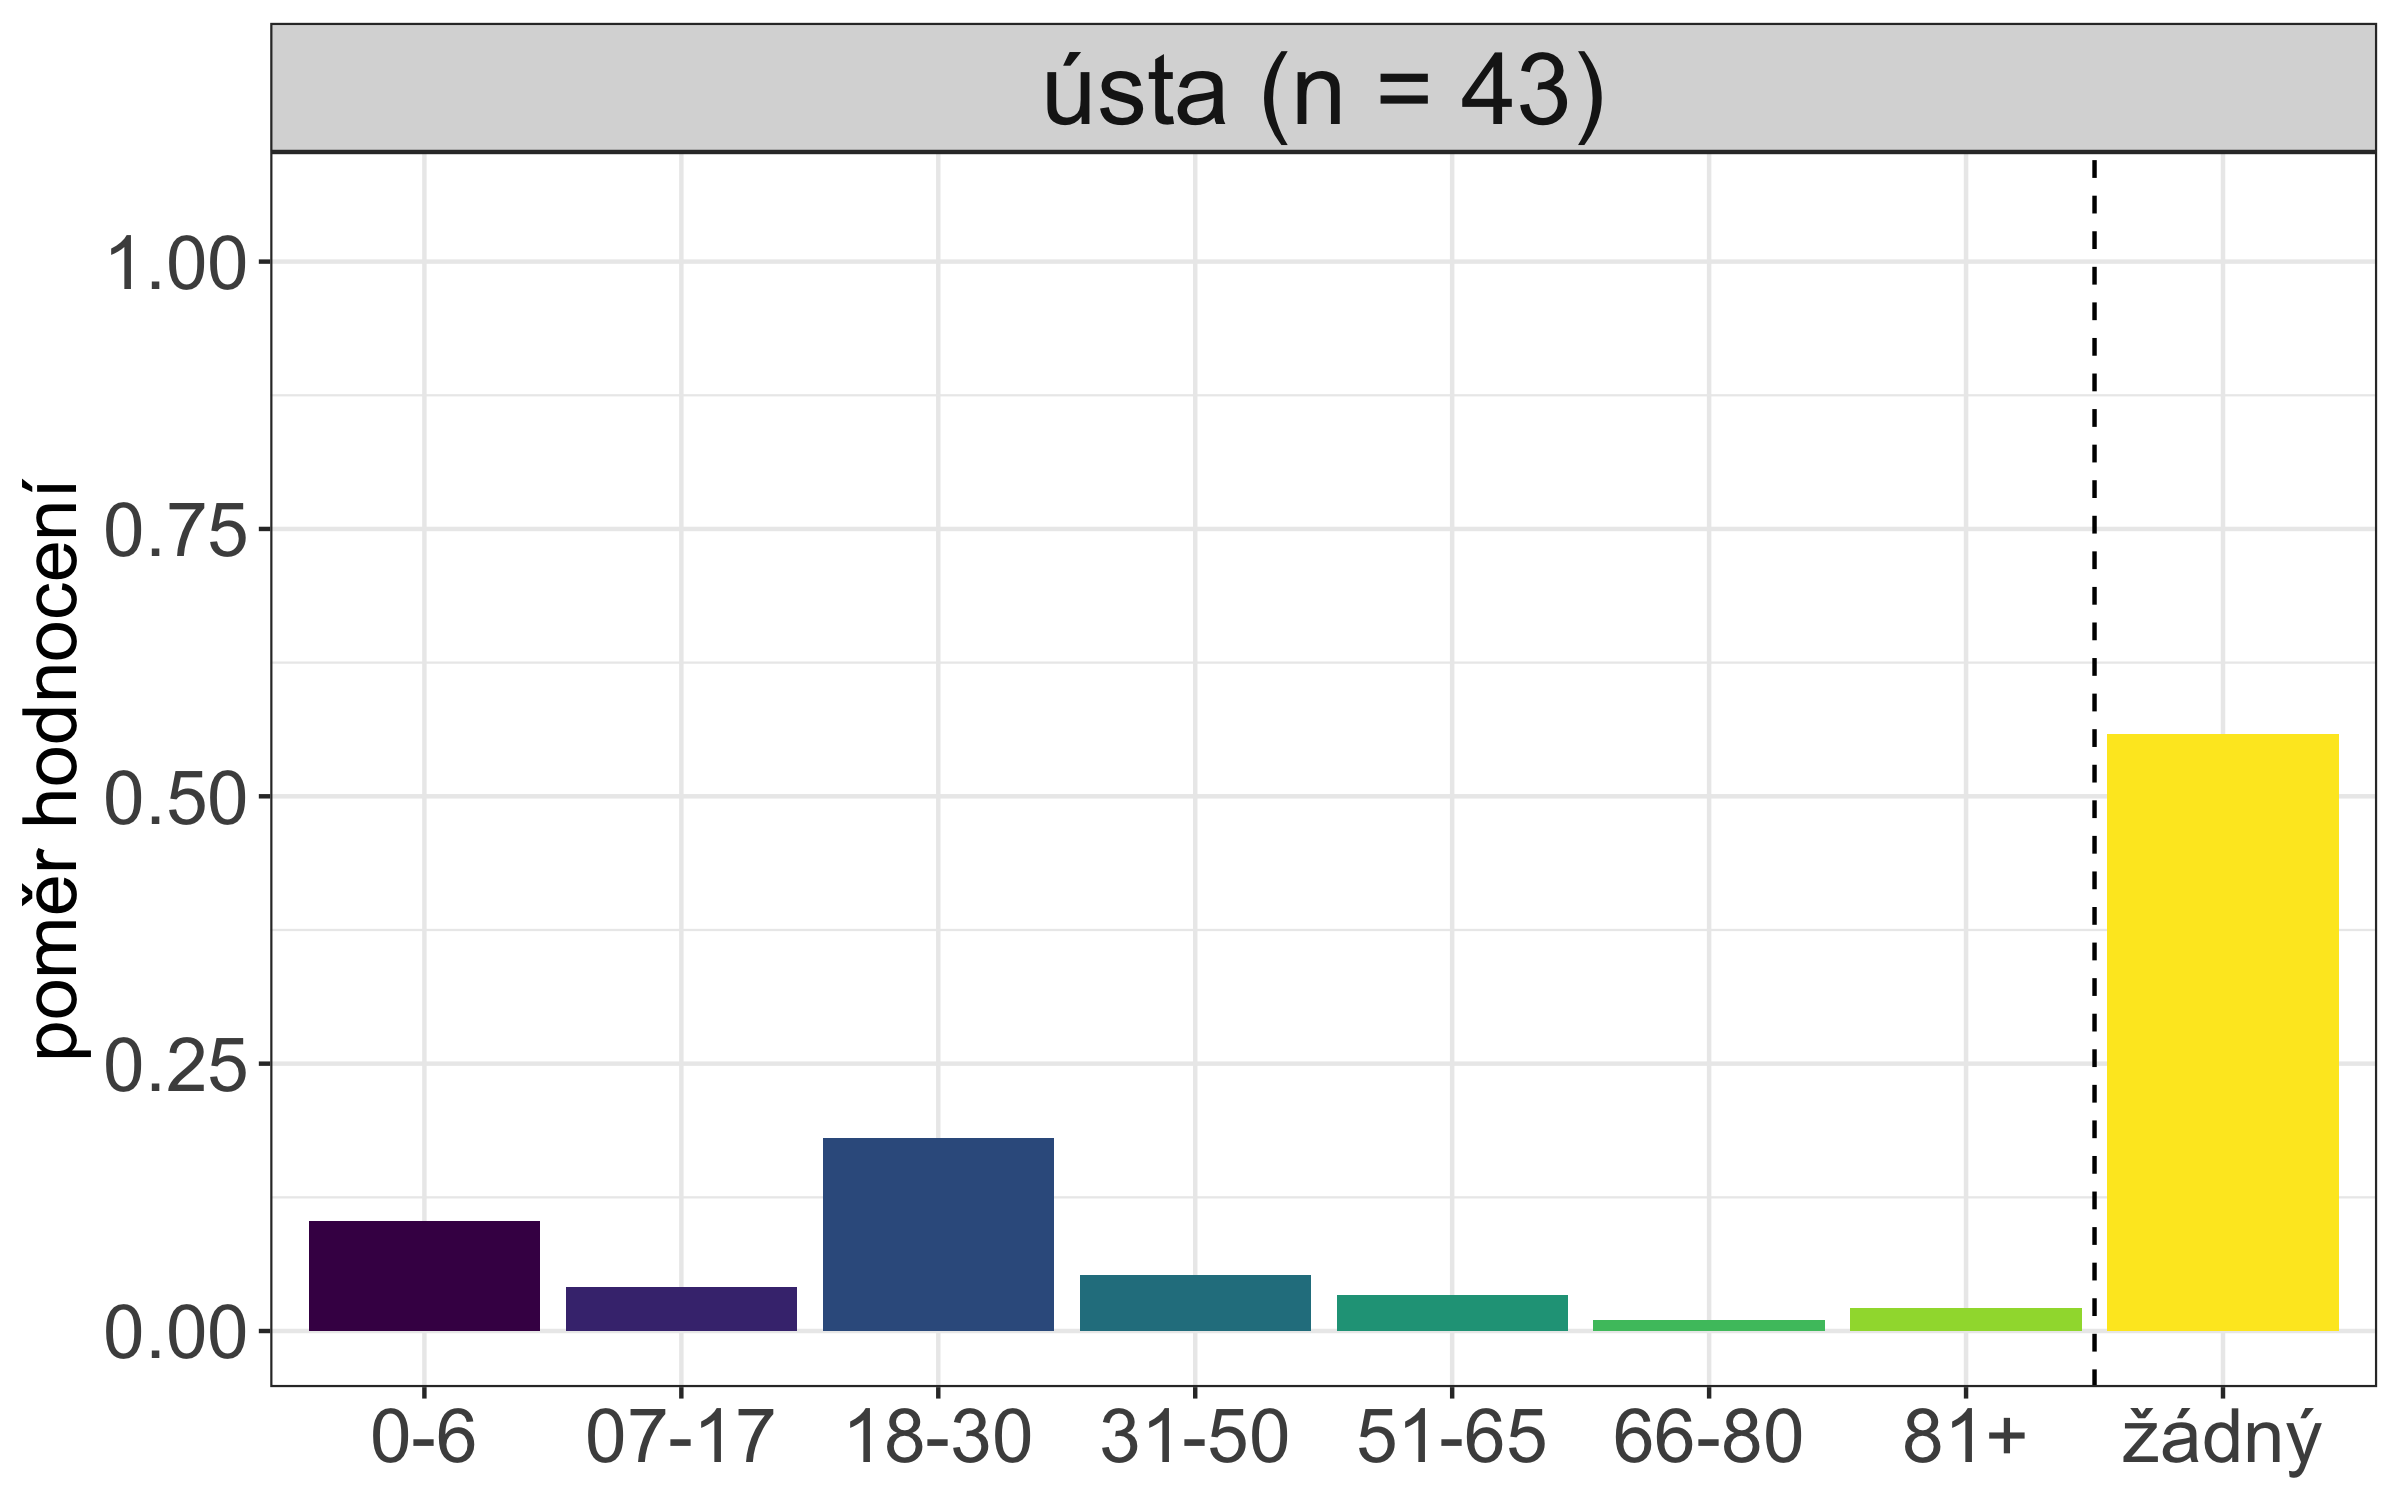 ústa (n = 43)
poměr hodnocení
1.00
0.75
0.50
0.25
0.00
0-6 07-17 18-30 31-50 51-65 66-80 81+ žádný